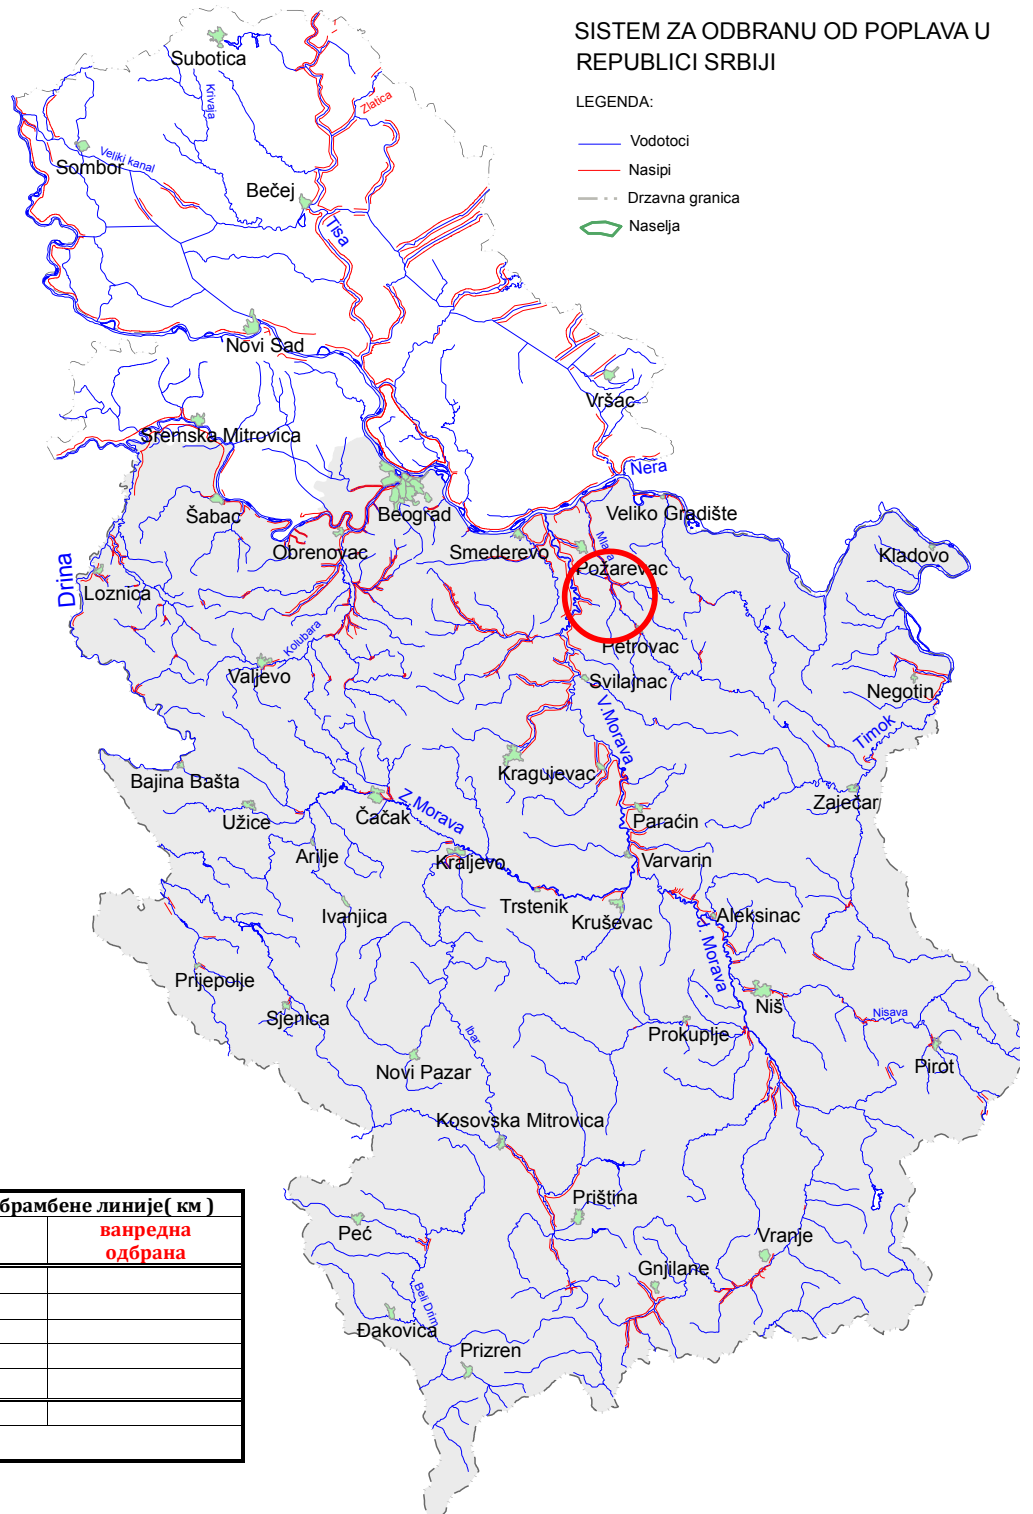 SISTEM ZA ODBRANU OD POPLAVA U
REPUBLICI SRBIJI
LEGENDA:
Vodotoci
Nasipi
Drzavna granica
Naselja
Subotica
Krivaja
Zlatica
Sombor
Veliki kanal
Bečej
Tisa
Novi Sad
Vršac
Sremska Mitrovica
Nera
Šabac
Beograd
Veliko Gradište
Obrenovac
Smederevo
Kladovo
Drina
Loznica
Požarevac
Kolubara
Petrovac
Valjevo
Svilajnac
Negotin
V.Morava
Timok
Bajina Bašta
Kragujevac
Zaječar
Užice
Čačak
Z.Morava
Paraćin
Arilje
Kraljevo
Varvarin
Ivanjica
Trstenik
Kruševac
Aleksinac
J. Morava
Prijepolje
Sjenica
Niš
Nisava
Prokuplje
Ibar
Novi Pazar
Pirot
Kosovska Mitrovica
Priština
Peć
Vranje
Gnjilane
Beli Drim
Đakovica
Prizren
брамбене линије( км )
ванредна
одбрана